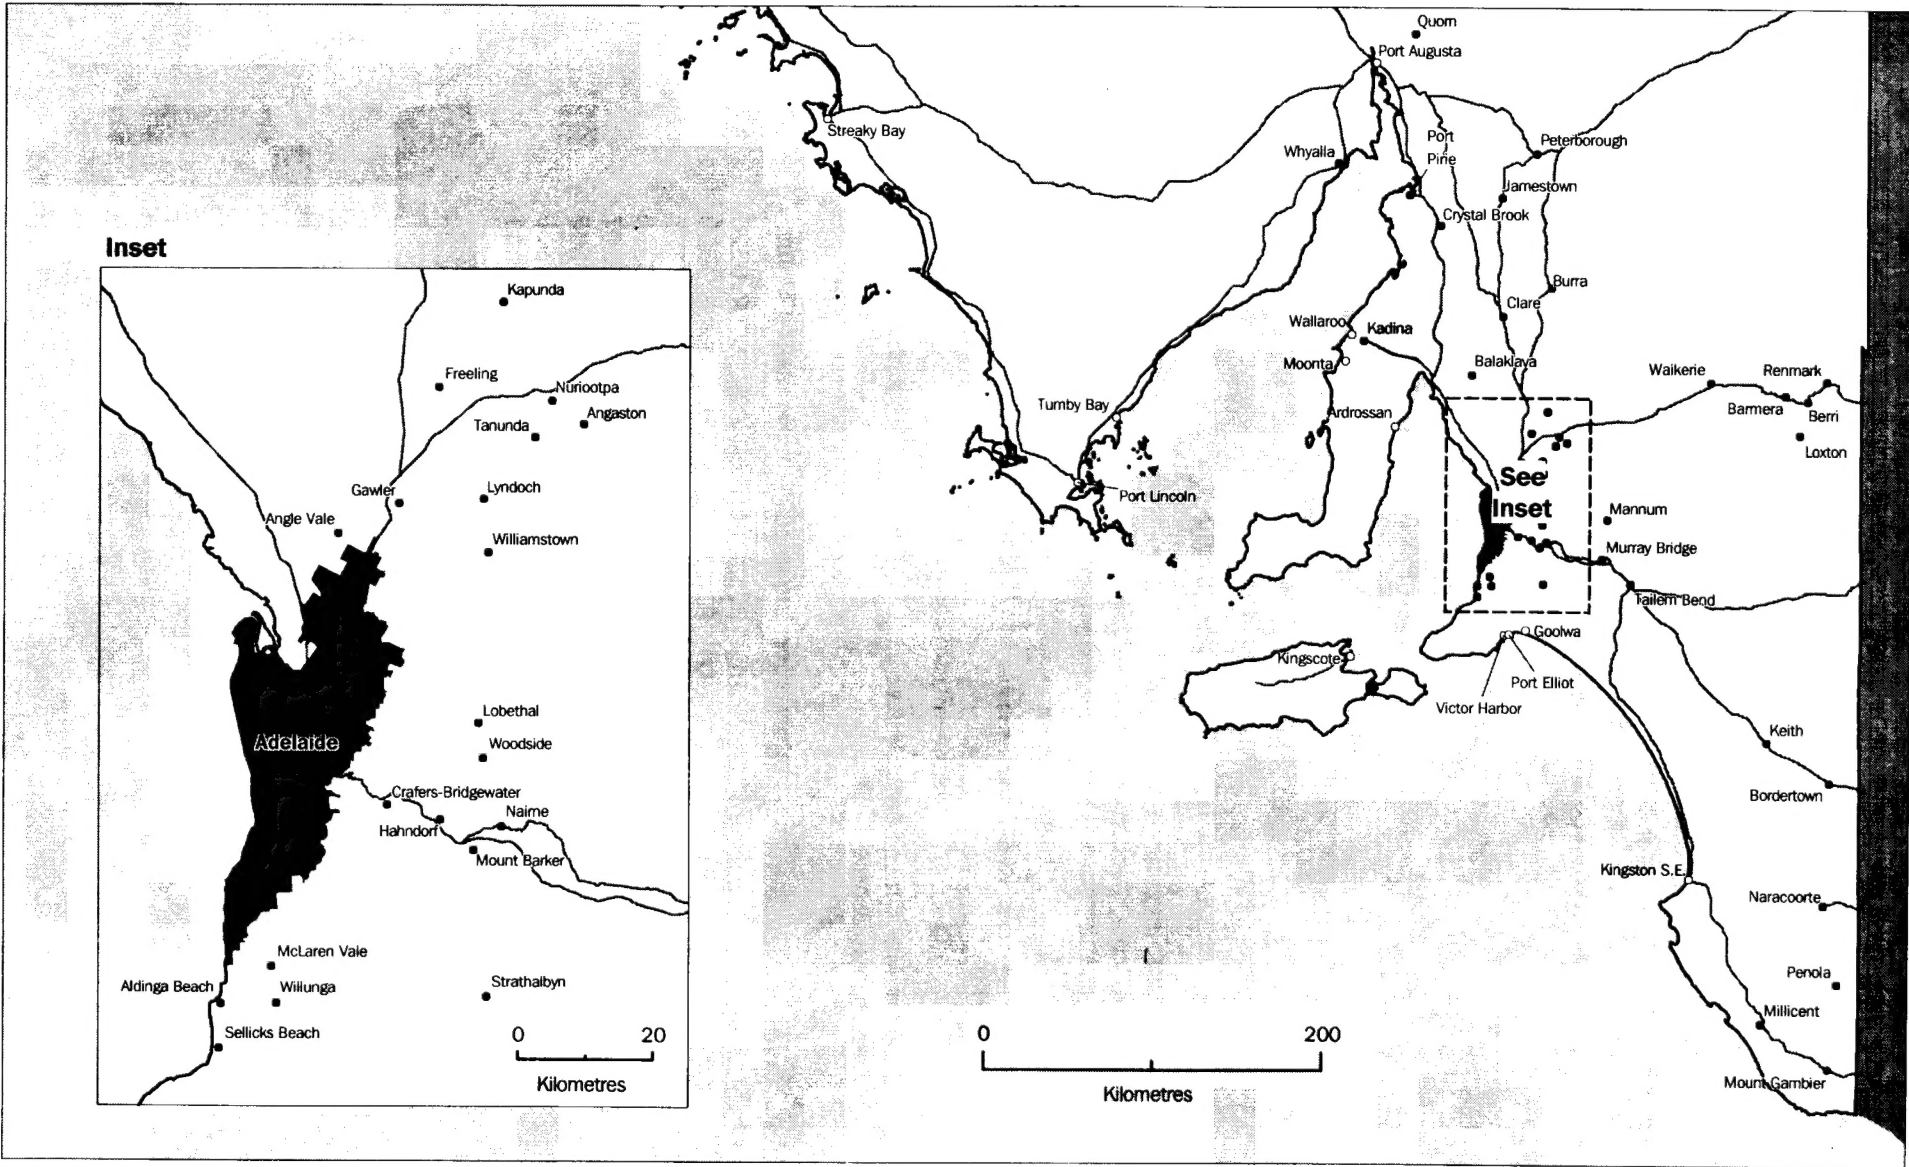 Quorn
Port Augusta
Streaky Bay
Whyalla
Port
Pirie
Peterborough
Jamestown
Crystal Brook
Burra
Clare
Wallaroo
Kadina
Moonta
Balaklava
Waikerie
Renmark
Barmera
Berri
Loxton
Tumby Bay
Ardrossan
Port Lincoln
See
Inset
Mannum
Murray Bridge
Tailem Bend
Goolwa
Kingscote
Port Elliot
Victor Harbor
Keith
Bordertown
Kingston S.E.
Naracoorte
Penola
Millicent
Mount Gambier
0 200
Kilometres
Inset
Kapunda
Freeling
Nuriootpa
Angaston
Tanunda
Gawler
Lyndoch
Angle Vale
Williamstown
Lobethal
Adelaide
Woodside
Crafers-Bridgewater
Nairne
Hahndorf
Mount Barker
McLaren Vale
Aldinga Beach
Willunga
Strathalbyn
Sellicks Beach
0 20
Kilometres